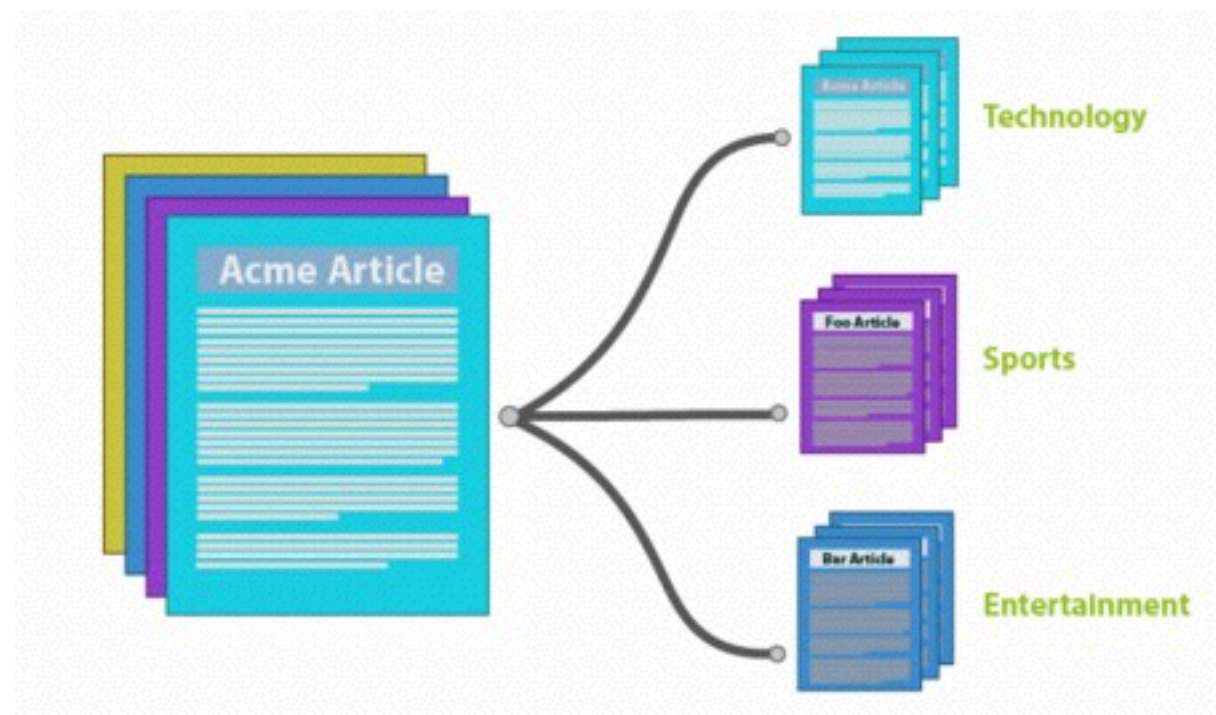 Acme Article
Acme Article
Technology
Foo Article
Sports
Bar Article
Entertainment